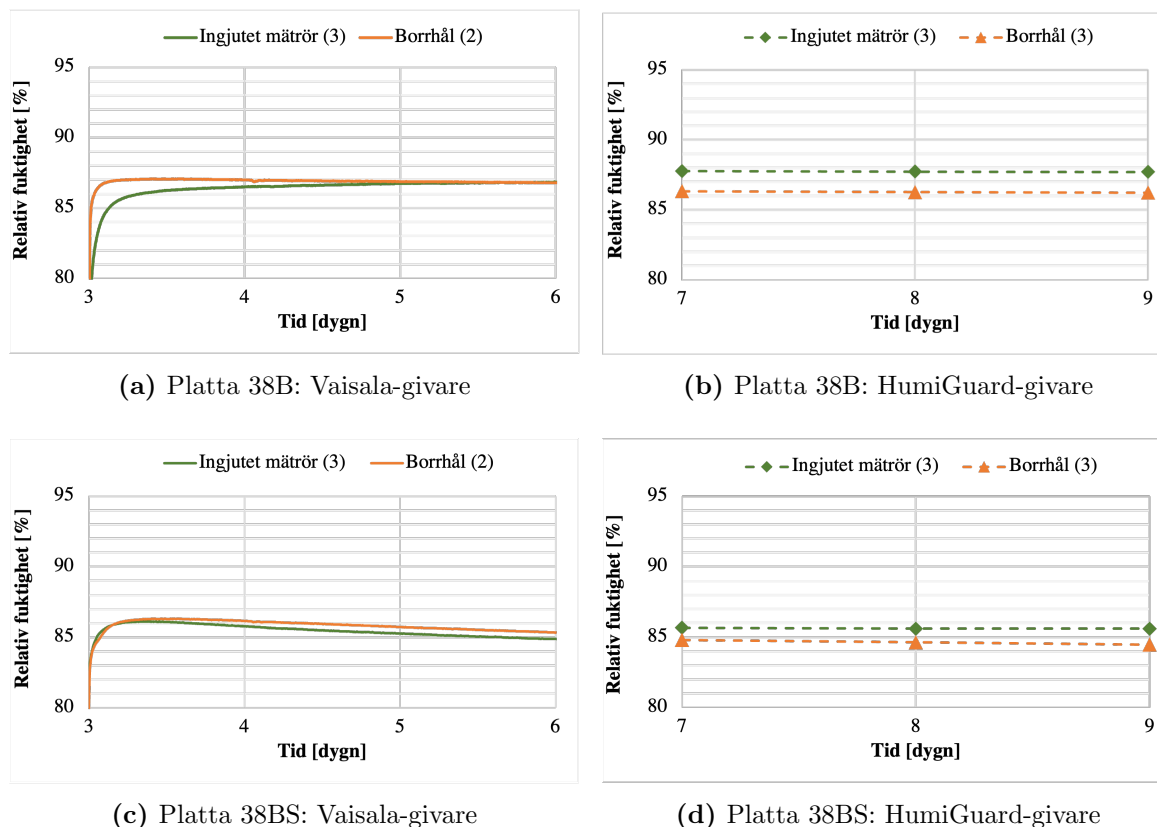 Ingjutet mätrör (3) Borrhål (2)
Relativ fuktighet [%]
95
90
85
80
3 4 5 6
Tid [dygn]
(a) Platta 38B: Vaisala-givare
Ingjutet mätrör (3) Borrhål (3)
Relativ fuktighet [%]
95
90
85
80
7 8 9
Tid [dygn]
(b) Platta 38B: HumiGuard-givare
Ingjutet mätrör (3) Borrhål (2)
Relativ fuktighet [%]
95
90
85
80
3 4 5 6
Tid [dygn]
(c) Platta 38BS: Vaisala-givare
Ingjutet mätrör (3) Borrhål (3)
Relativ fuktighet [%]
95
90
85
80
7 8 9
Tid [dygn]
(d) Platta 38BS: HumiGuard-givare